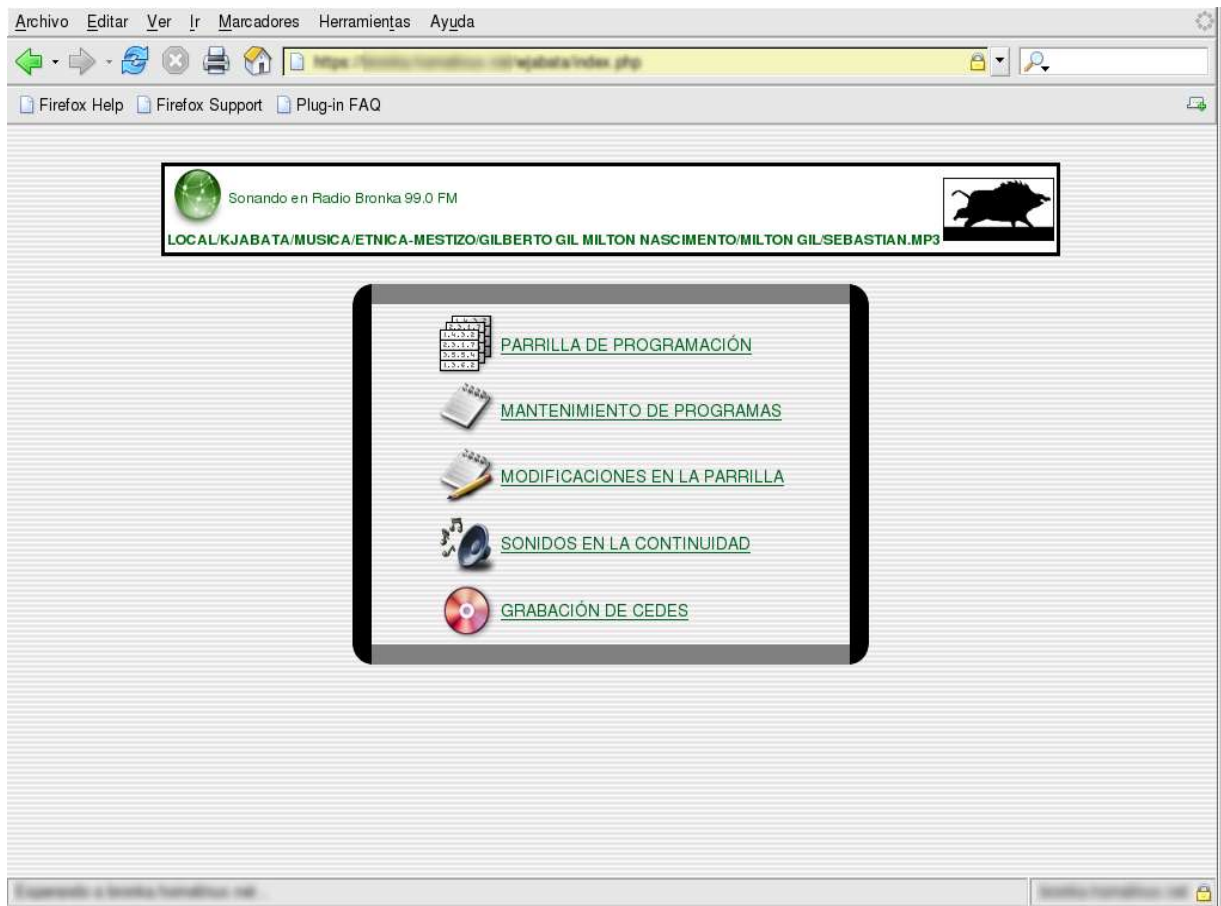 Archivo Editar Ver Ir Marcadores Herramientas Ayuda
index.php
Firefox Help Firefox Support Plug-in FAQ
Sonando en Radio Bronka 99.0 FM
LOCAL/KJABATA/MUSICA/ETNICA-MESTIZO/GILBERTO GIL MILTON NASCIMENTO/MILTON GIL/SEBASTIAN.MP3
PARRILLA DE PROGRAMACIÓN
MANTENIMIENTO DE PROGRAMAS
MODIFICACIONES EN LA PARRILLA
SONIDOS EN LA CONTINUIDAD
GRABACIÓN DE CEDES